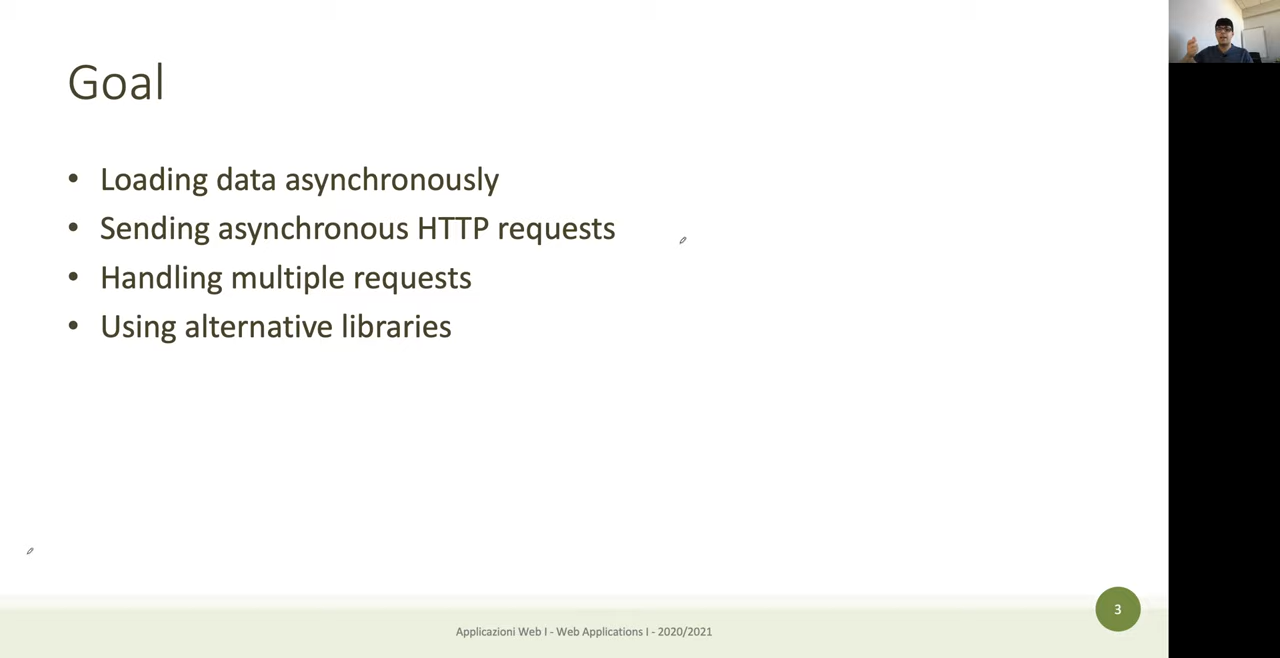 Goal
• Loading data asynchronously
• Sending asynchronous HTTP requests
• Handling multiple requests
• Using alternative libraries
3
Applicazioni Web I - Web Applications I - 2020/2021